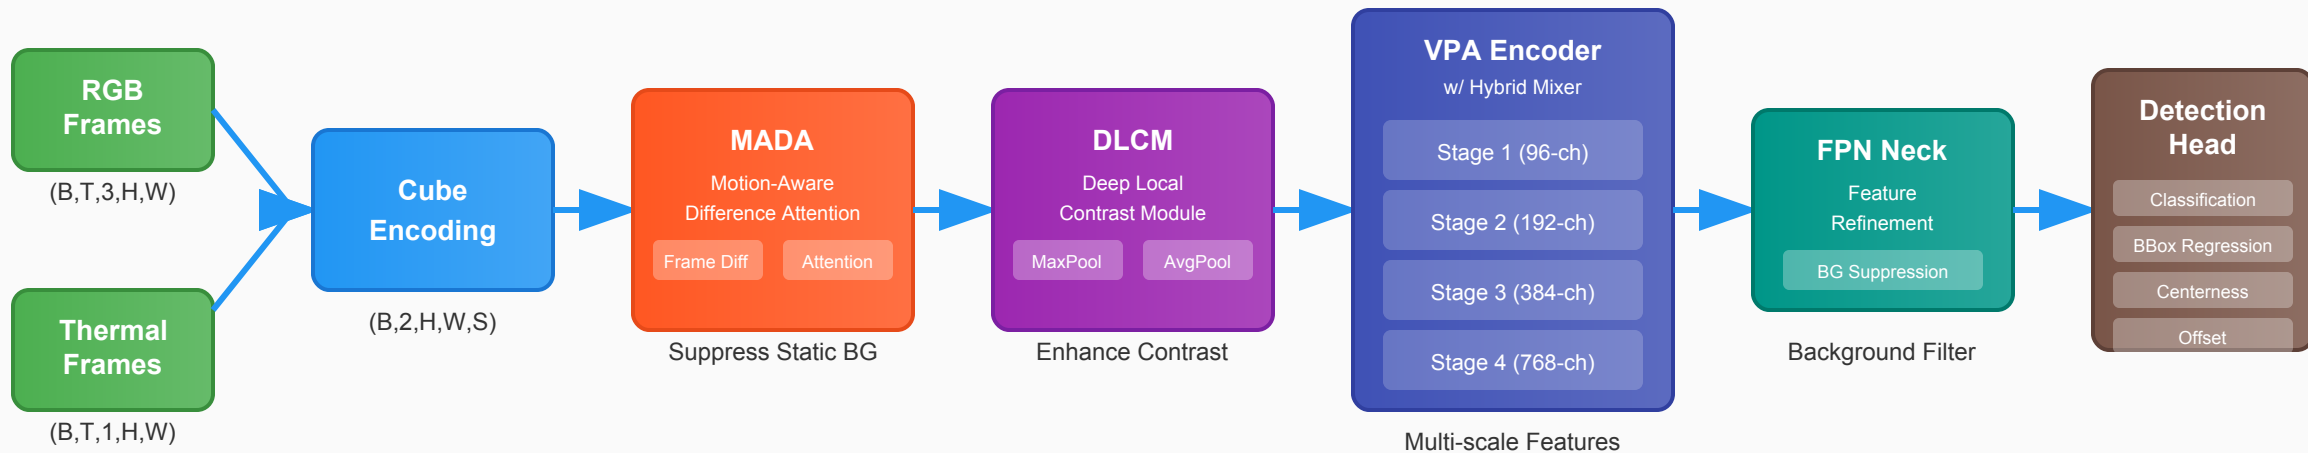 RGB
Frames
(B,T,3,H,W)
Thermal
Frames
(B,T,1,H,W)
Cube
Encoding
(B,2,H,W,S)
MADA
Motion-Aware
Difference Attention
Frame Diff
Attention
Suppress Static BG
DLCM
Deep Local
Contrast Module
MaxPool
AvgPool
Enhance Contrast
VPA Encoder
w/ Hybrid Mixer
Stage 1 (96-ch)
Stage 2 (192-ch)
Stage 3 (384-ch)
Stage 4 (768-ch)
Multi-scale Features
FPN Neck
Feature
Refinement
BG Suppression
Background Filter
Detection
Head
Classification
BBox Regression
Centerness
Offset